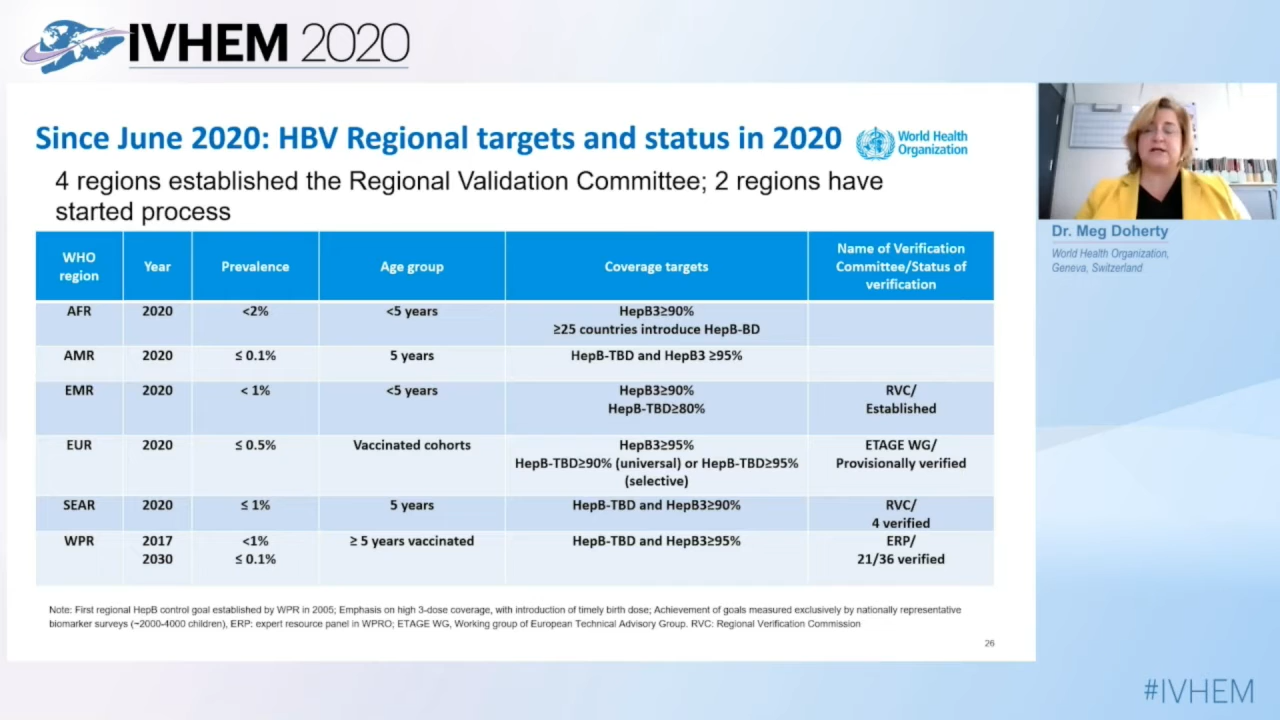 IVHEM 2020
Since June 2020: HBV Regional targets and status in 2020
World Health
Organization
4 regions established the Regional Validation Committee; 2 regions have
started process
WHO
region
Year
Prevalence
Age group
Coverage targets
Name of Verification
Committee/Status of
verification
AFR
2020
<2%
<5 years
HepB3≥90%
≥25 countries introduce HepB-BD
AMR
2020
≤ 0.1%
5 years
HepB-TBD and HepB3 ≥95%
EMR
2020
< 1%
<5 years
HepB3≥90%
HepB-TBD≥80%
RVC/
Established
EUR
2020
≤ 0.5%
Vaccinated cohorts
HepB3≥95%
HepB-TBD≥90% (universal) or HepB-TBD≥95%
(selective)
ETAGE WG/
Provisionally verified
SEAR
2020
≤ 1%
5 years
HepB-TBD and HepB3≥90%
RVC/
4 verified
WPR
2017
2030
<1%
≤ 0.1%
≥ 5 years vaccinated
HepB-TBD and HepB3≥95%
ERP/
21/36 verified
Note: First regional HepB control goal established by WPR in 2005; Emphasis on high 3-dose coverage, with introduction of timely birth dose; Achievement of goals measured exclusively by nationally representative
biomarker surveys (~2000-4000 children), ERP: expert resource panel in WPRO; ETAGE WG, Working group of European Technical Advisory Group. RVC: Regional Verification Commission
26
Dr. Meg Doherty
World Health Organization,
Geneva, Switzerland
#IVHEM